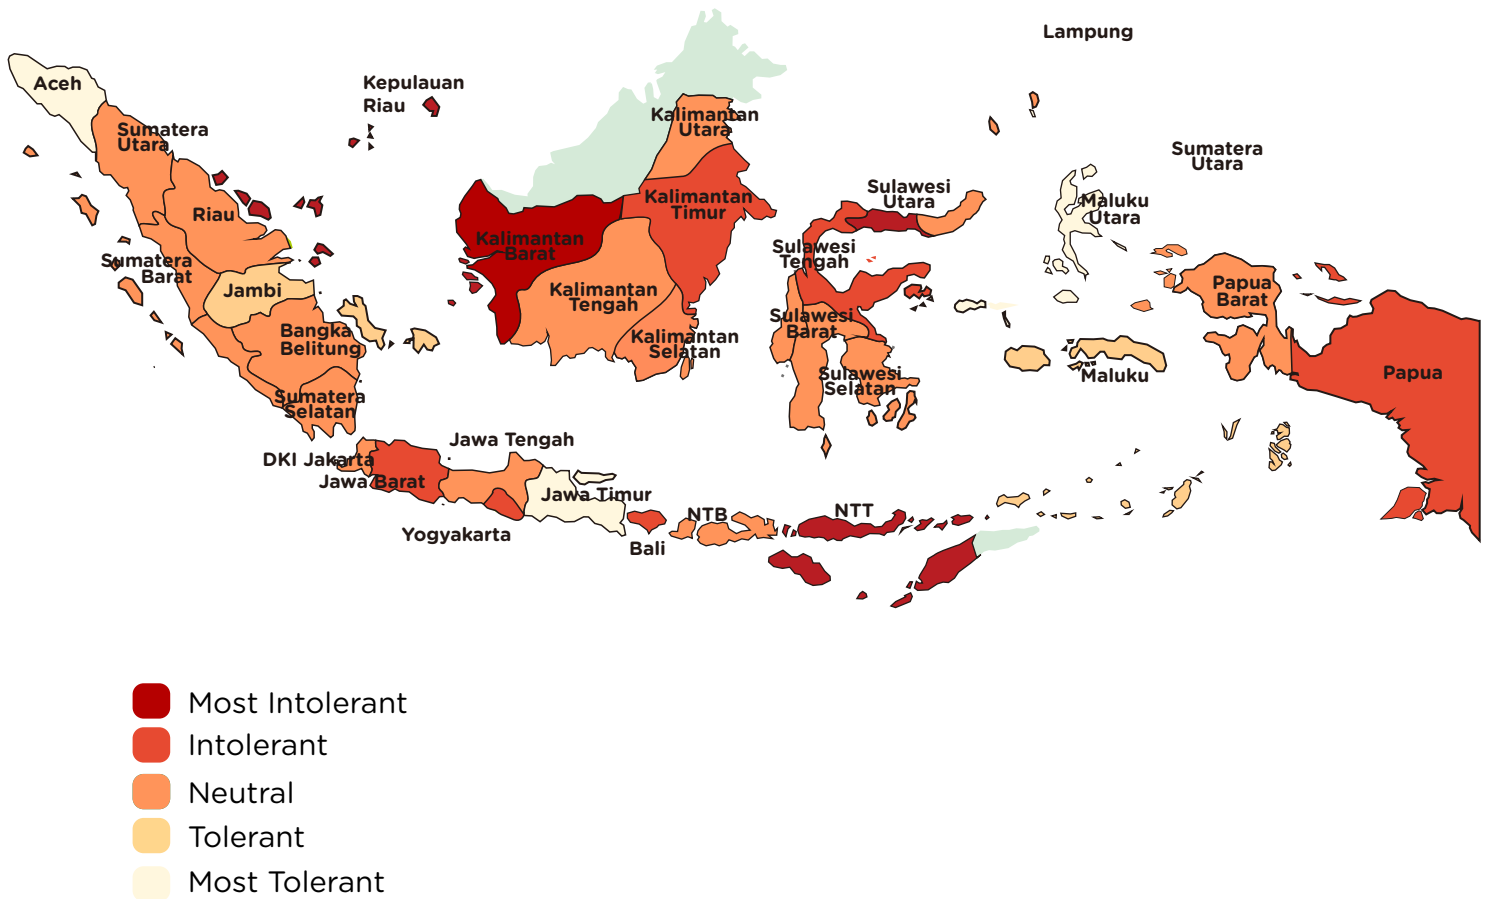 Lampung
Aceh
Kepulauan
Riau
Sumatera
Utara
Kalimantan
Utara
Sumatera
Utara
Riau
Kalimantan
Timur
Sulawesi
Utara
Maluku
Utara
Kalimantan
Barat
Sulawesi
Tengah
Sumatera
Barat
Jambi
Kalimantan
Tengah
Papua
Barat
Bangka
Belitung
Kalimantan
Selatan
Sulawesi
Barat
Sulawesi
Selatan
Maluku
Papua
Sumatera
Selatan
Jawa Tengah
DKI Jakarta
Jawa Barat
Jawa Timur
Yogyakarta
Bali
NTB
NTT
Most Intolerant
Intolerant
Neutral
Tolerant
Most Tolerant